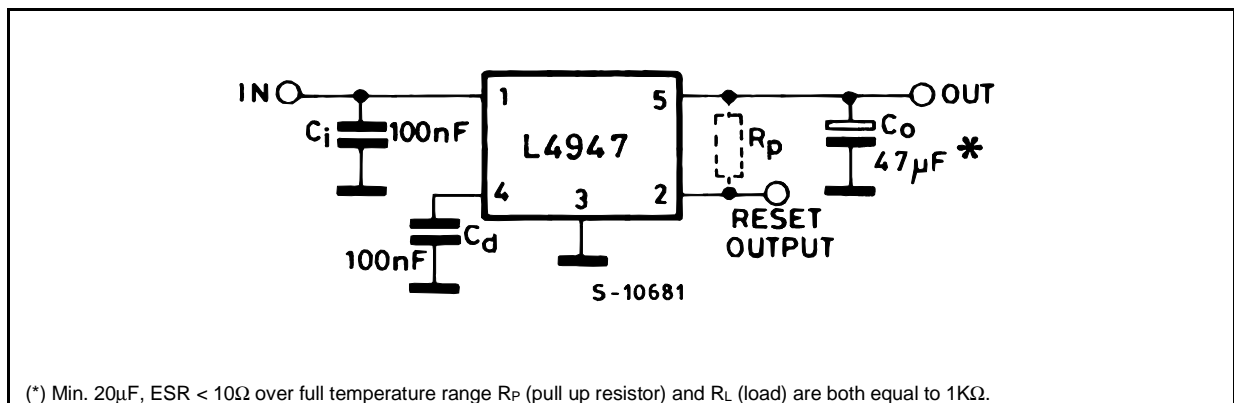 IN
1
5
OUT
Ci
100nF
L4947
Rp
Co
47µF *
4
3
2
Cd
100nF
RESET
OUTPUT
S-10681
(*) Min. 20µF, ESR < 10Ω over full temperature range RP (pull up resistor) and RL (load) are both equal to 1KΩ.